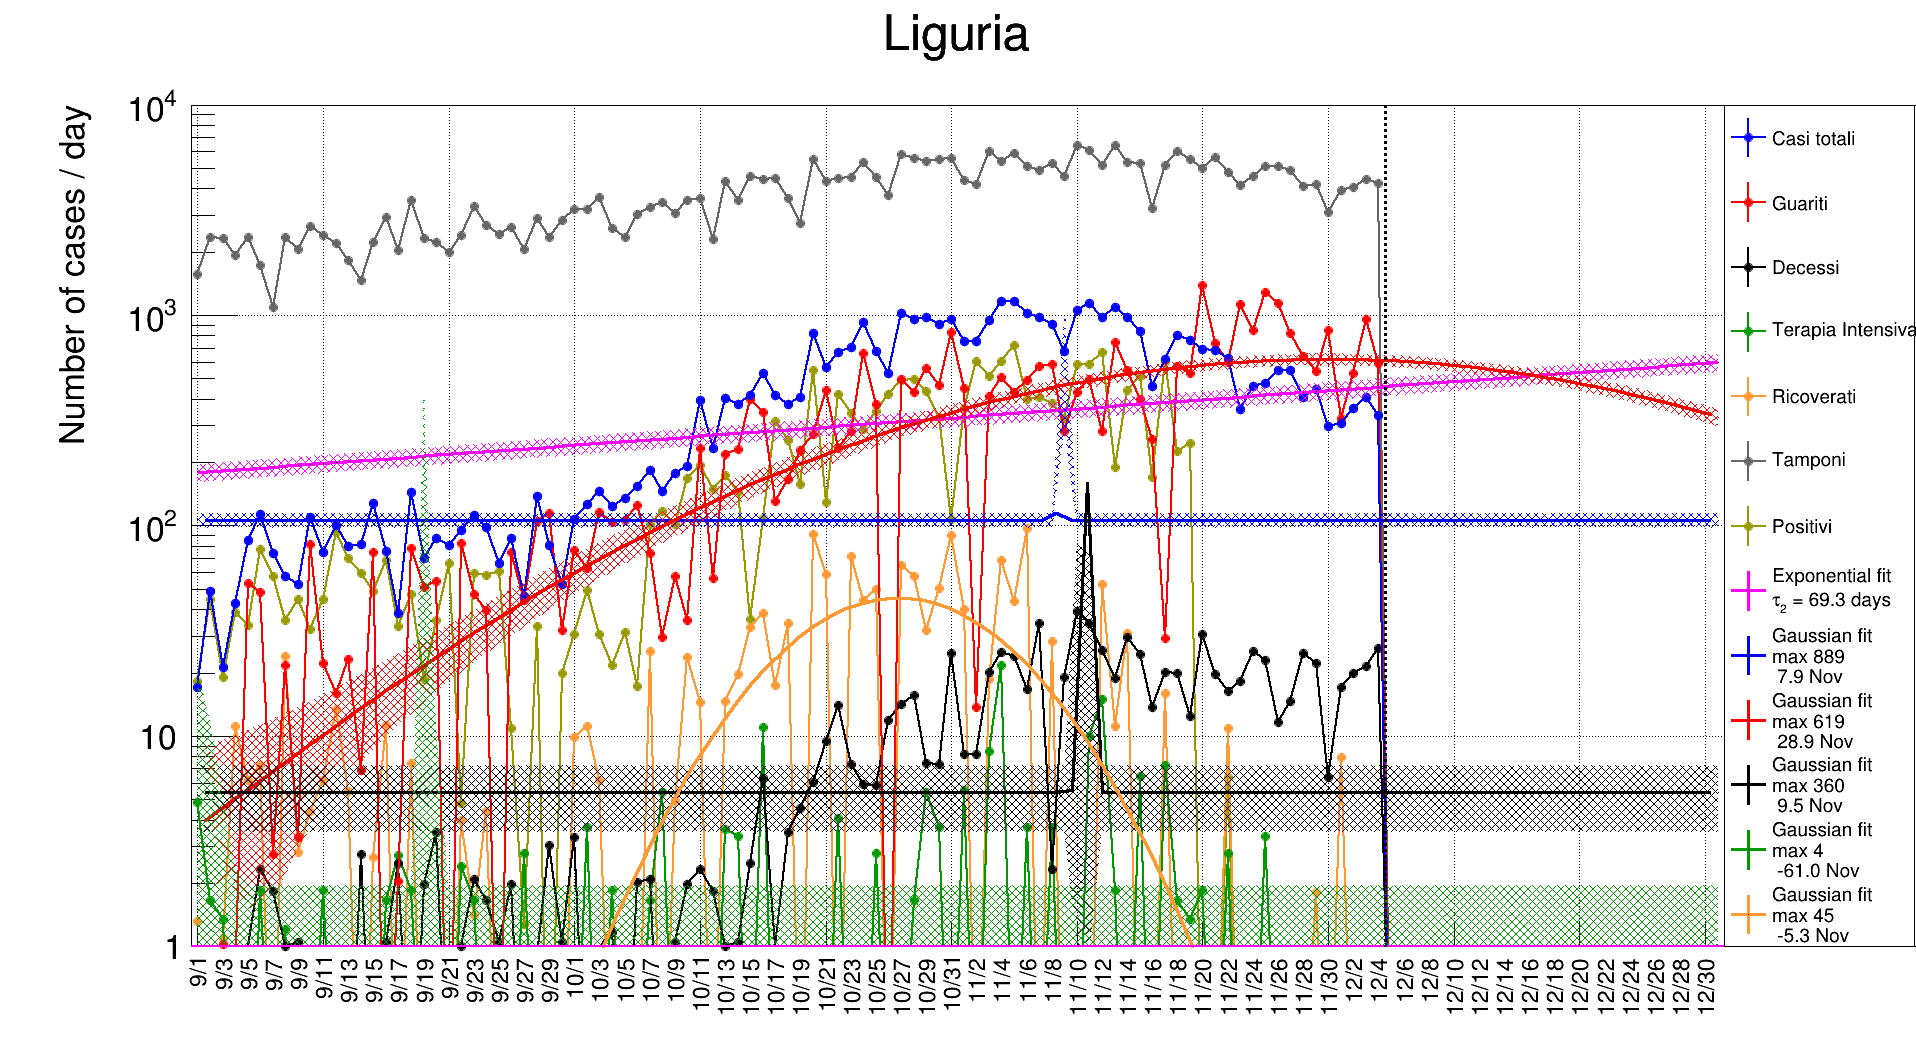 Liguria
Number of cases / day
10^4
10^3
10^2
10
1
9/1
9/3
9/5
9/7
9/9
9/11
9/13
9/15
9/17
9/19
9/21
9/23
9/25
9/27
9/29
10/1
10/3
10/5
10/7
10/9
10/11
10/13
10/15
10/17
10/19
10/21
10/23
10/25
10/27
10/29
10/31
11/2
11/4
11/6
11/8
11/10
11/12
11/14
11/16
11/18
11/20
11/22
11/24
11/26
11/28
11/30
12/2
12/4
12/6
12/8
12/10
12/12
12/14
12/16
12/18
12/20
12/22
12/24
12/26
12/28
12/30
Casi totali
Guariti
Decessi
Terapia Intensiva
Ricoverati
Tamponi
Positivi
Exponential fit
τ₂ = 69.3 days
Gaussian fit
max 889
7.9 Nov
Gaussian fit
max 619
28.9 Nov
Gaussian fit
max 360
9.5 Nov
Gaussian fit
max 4
-61.0 Nov
Gaussian fit
max 45
-5.3 Nov